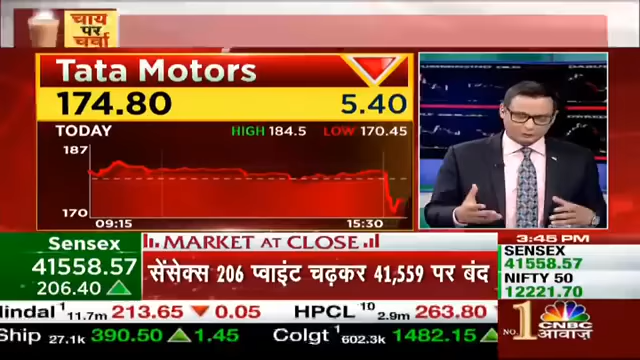 चाय
पर
चर्चा
Tata Motors
174.80 5.40
TODAY HIGH 184.5 LOW 170.45
187
170
09:15 15:30
Sensex
41558.57
206.40
MARKET AT CLOSE
सेंसेक्स 206 प्वाइंट चढ़कर 41,559 पर बंद
3:45 PM
SENSEX
41558.57
NIFTY 50
12221.70
Hindal 11.7m 213.65 0.05 HPCL 10 2.9m 263.80
Ship 27.1k 390.50 1.45 Colgt 1 602.3k 1482.15
NO.1 CNBC
आवाज़